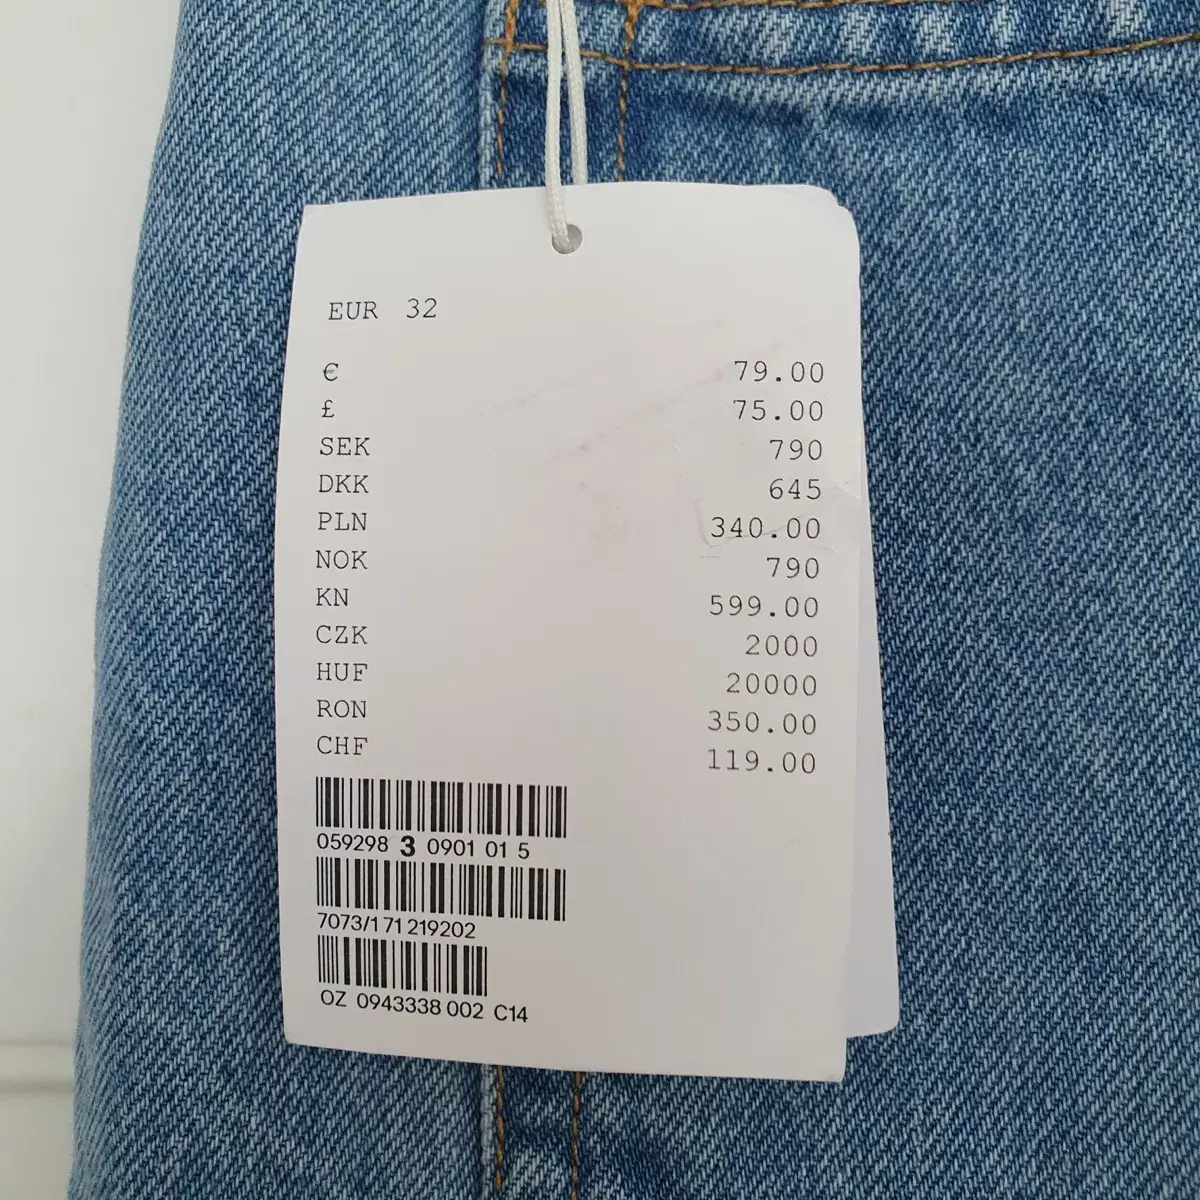 EUR 32
€ 79.00
£ 75.00
SEK 790
DKK 645
PLN 340.00
NOK 790
KN 599.00
CZK 2000
HUF 20000
RON 350.00
CHF 119.00
059298 3 0901 01 5
7073/1 71 219202
OZ 0943338 002 C14